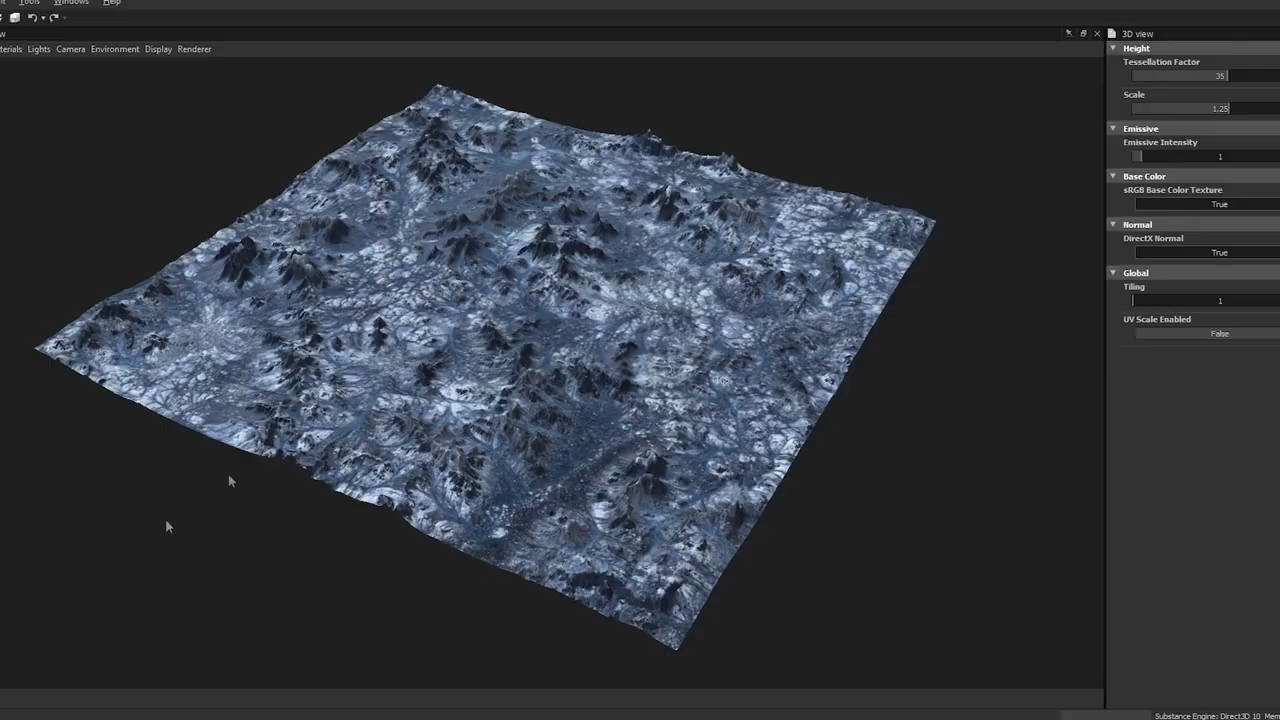 Tools Windows Help
Lights Camera Environment Display Renderer
3D view
Height
Tessellation Factor
35
Scale
1.25
Emissive
Emissive Intensity
1
Base Color
sRGB Base Color Texture
True
Normal
DirectX Normal
True
Global
Tiling
1
UV Scale Enabled
False
Substance Engine: Direct3D 10